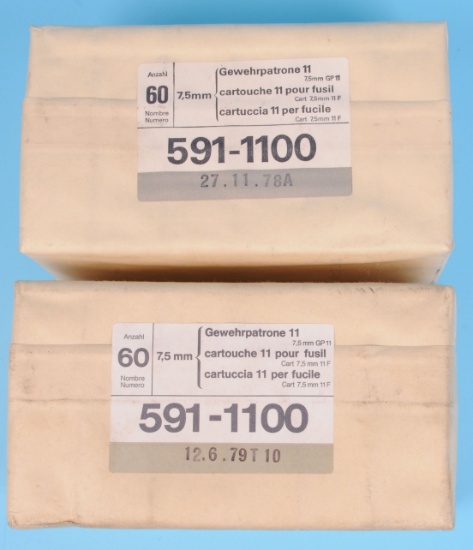 Anzahl
60
Nombre
Numero
7,5mm
Gewehrpatrone 11
7,5mm GP 11
cartouche 11 pour fusil
Cart 7,5mm 11 F
cartuccia 11 per fucile
Cart 7,5mm 11 F
591-1100
27.11.78A
Anzahl
60
Nombre
Numero
7,5 mm
Gewehrpatrone 11
7,5 mm GP11
cartouche 11 pour fusil
Cart 7,5 mm 11 F
cartuccia 11 per fucile
Cart 7,5 mm 11 F
591-1100
12.6.79T10